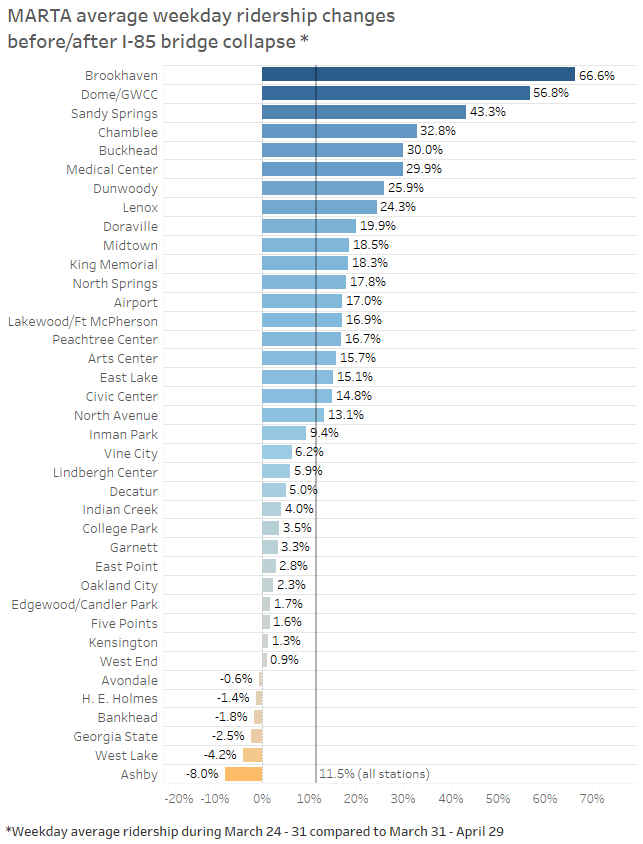 MARTA average weekday ridership changes
before/after I-85 bridge collapse *
Brookhaven 66.6%
Dome/GWCC 56.8%
Sandy Springs 43.3%
Chamblee 32.8%
Buckhead 30.0%
Medical Center 29.9%
Dunwoody 25.9%
Lenox 24.3%
Doraville 19.9%
Midtown 18.5%
King Memorial 18.3%
North Springs 17.8%
Airport 17.0%
Lakewood/Ft McPherson 16.9%
Peachtree Center 16.7%
Arts Center 15.7%
East Lake 15.1%
Civic Center 14.8%
North Avenue 13.1%
Inman Park 9.4%
Vine City 6.2%
Lindbergh Center 5.9%
Decatur 5.0%
Indian Creek 4.0%
College Park 3.5%
Garnett 3.3%
East Point 2.8%
Oakland City 2.3%
Edgewood/Candler Park 1.7%
Five Points 1.6%
Kensington 1.3%
West End 0.9%
Avondale -0.6%
H. E. Holmes -1.4%
Bankhead -1.8%
Georgia State -2.5%
West Lake -4.2%
Ashby -8.0% 11.5% (all stations)
-20% -10% 0% 10% 20% 30% 40% 50% 60% 70%
*Weekday average ridership during March 24 - 31 compared to March 31 - April 29